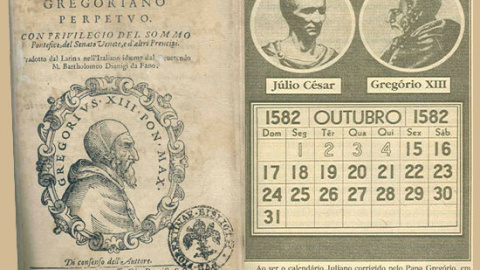 GREGORIANO
PERPETVO.
CON PRIVILEGIO DEL SOMMO
Pontefice, del Senato Veneto, & d'altri Prencipi.
Tradotto dal Latino nell'Italiano idioma dal
M. Bartholomeo Dionigi da Fano.
GREGORIVS. XIII. PON. MAX.
Di consenso dell'Auttore.
Júlio César
Gregório XIII
1582 OUTUBRO 1582
Dom Seg Têr Qua Qui Sex Sáb
1 2 3 4 15 16
17 18 19 20 21 22 23
24 25 26 27 28 29 30
31
Ao ser o calendário Juliano corrigido pelo Papa Gregório, em